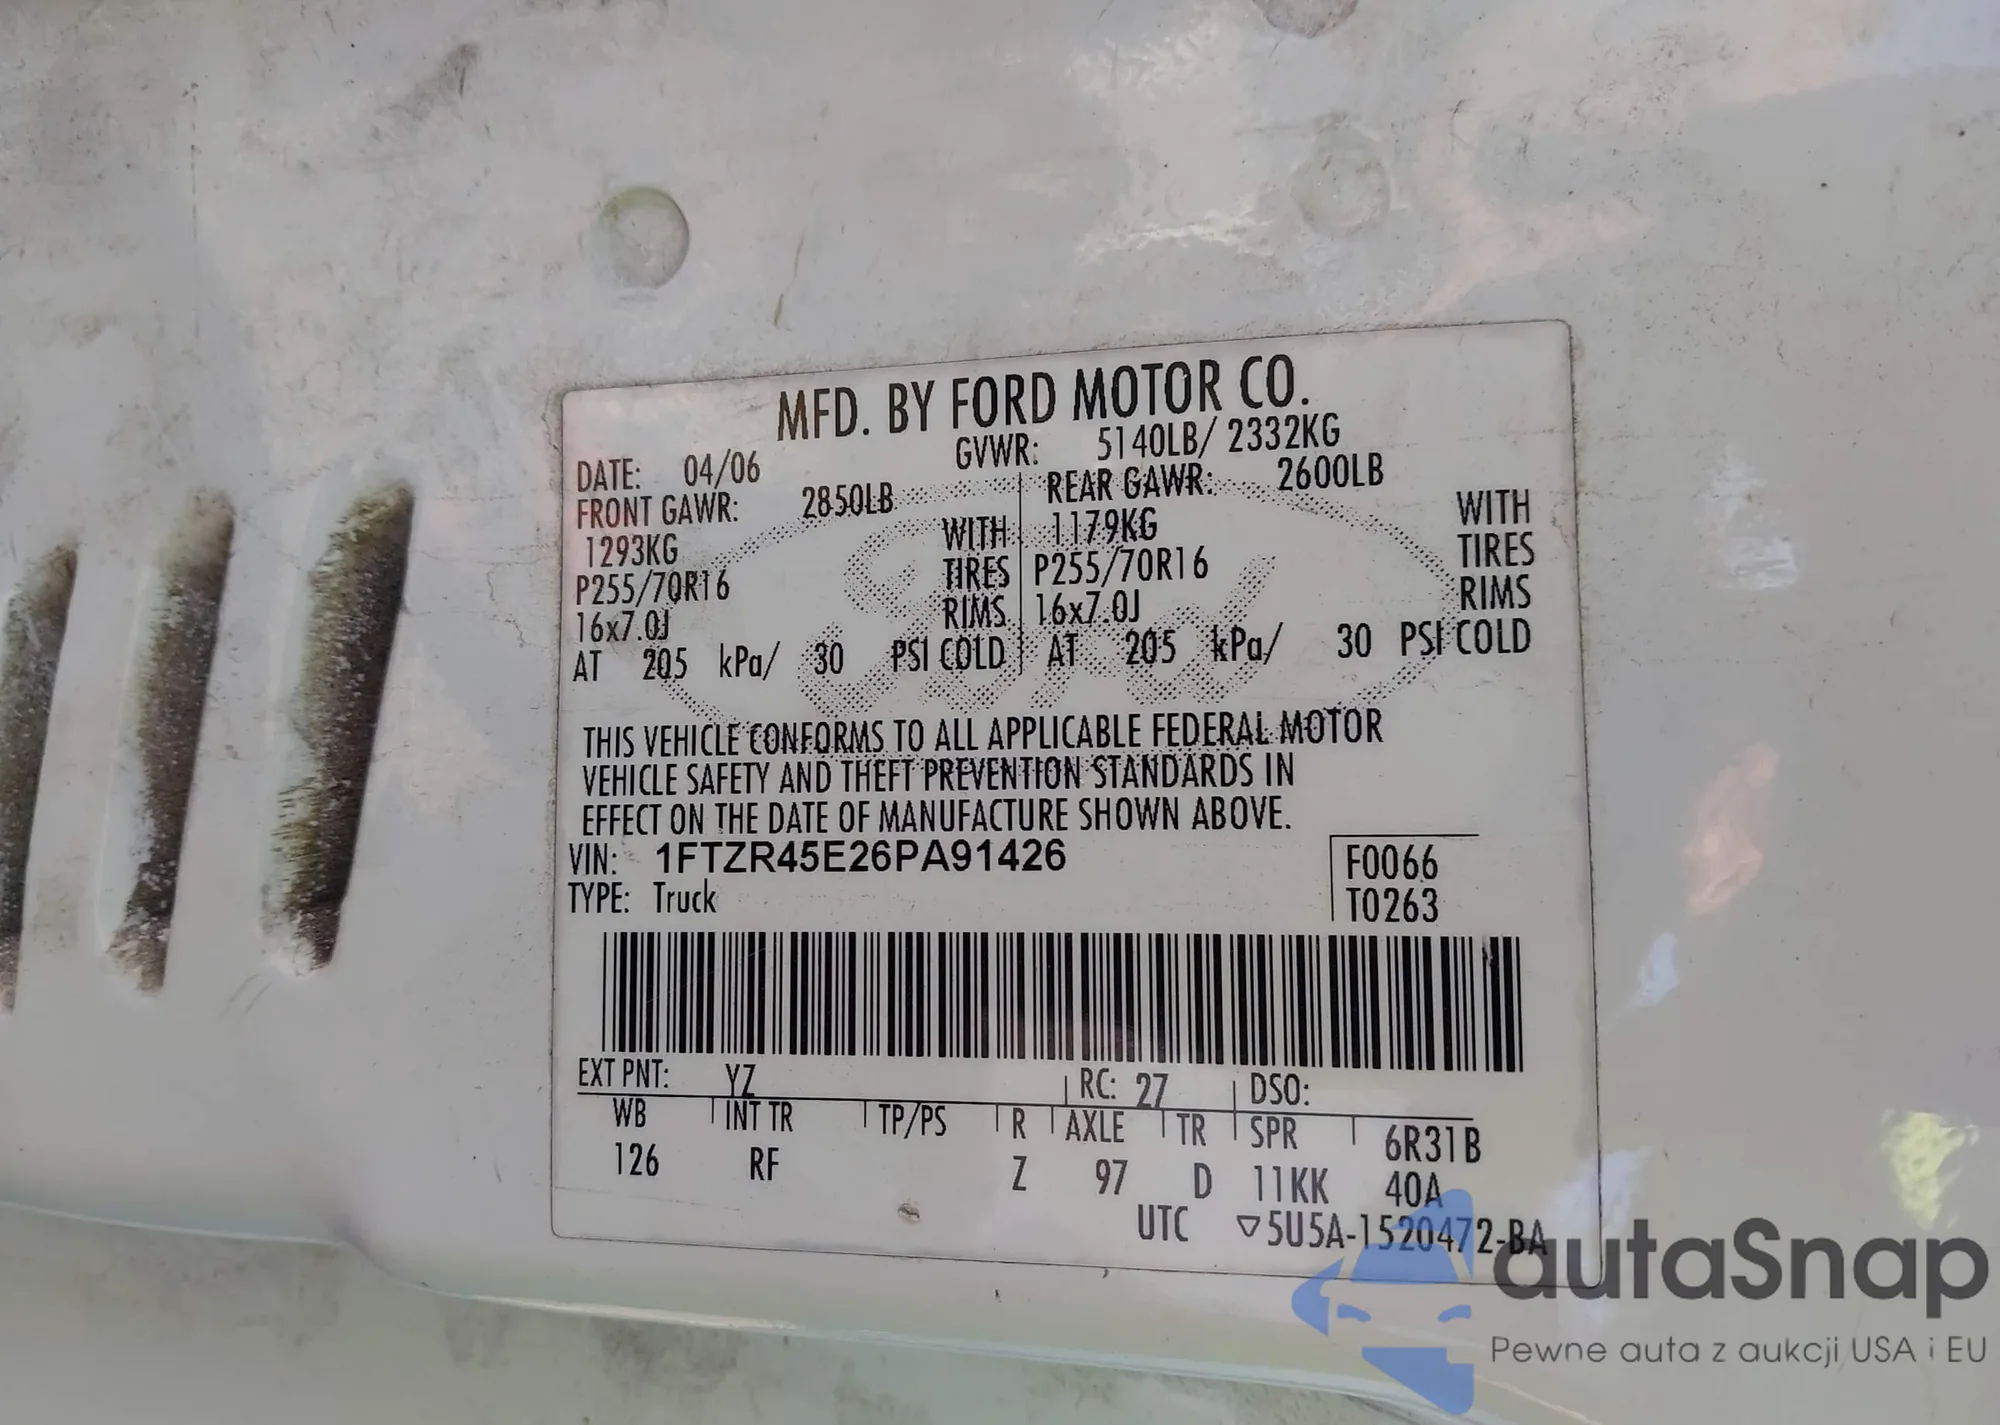 MFD. BY FORD MOTOR CO.
DATE: 04/06 GVWR: 5140LB/ 2332KG
FRONT GAWR: 2850LB REAR GAWR: 2600LB
1293KG WITH 1179KG WITH
P255/70R16 TIRES P255/70R16 TIRES
16x7.0J RIMS 16x7.0J RIMS
AT 205 kPa/ 30 PSI COLD AT 205 kPa/ 30 PSI COLD
THIS VEHICLE CONFORMS TO ALL APPLICABLE FEDERAL MOTOR
VEHICLE SAFETY AND THEFT PREVENTION STANDARDS IN
EFFECT ON THE DATE OF MANUFACTURE SHOWN ABOVE.
VIN: 1FTZR45E26PA91426 F0066
TYPE: Truck T0263
EXT PNT: YZ RC: 27 DSO:
WB INT TR TP/PS R AXLE TR SPR 6R31B
126 RF Z 97 D 11KK 40A
UTC ▽5U5A-1520472-BA
autaSnap
Pewne auta z aukcji USA i EU